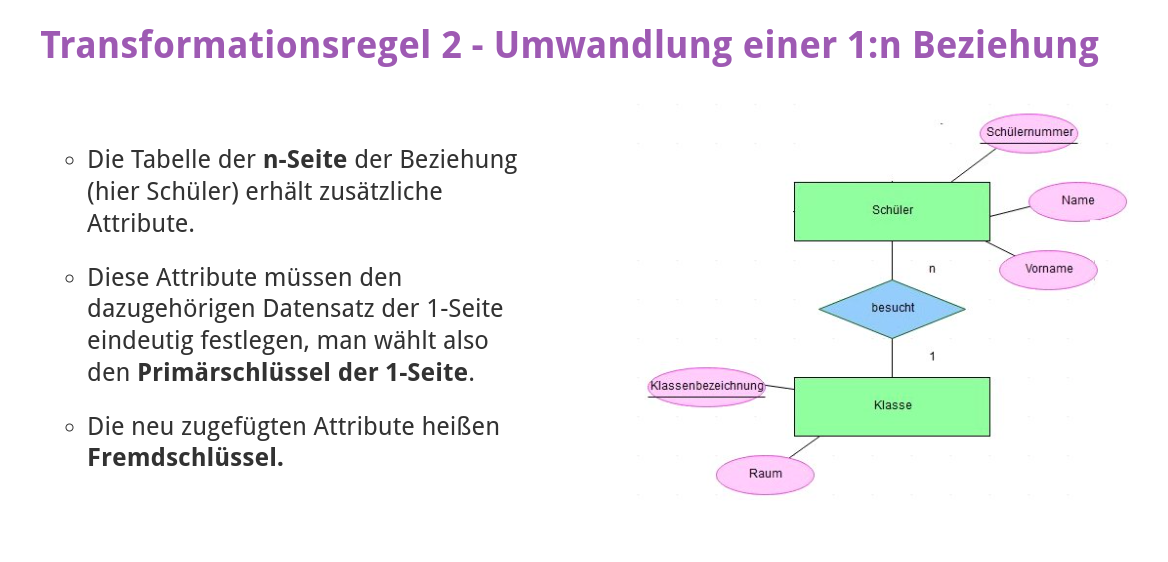 Transformationsregel 2 - Umwandlung einer 1:n Beziehung
Die Tabelle der n-Seite der Beziehung
(hier Schüler) erhält zusätzliche
Attribute.
Diese Attribute müssen den
dazugehörigen Datensatz der 1-Seite
eindeutig festlegen, man wählt also
den Primärschlüssel der 1-Seite.
Die neu zugefügten Attribute heißen
Fremdschlüssel.
Schülernummer
Name
Schüler
Vorname
n
besucht
1
Klassenbezeichnung
Klasse
Raum